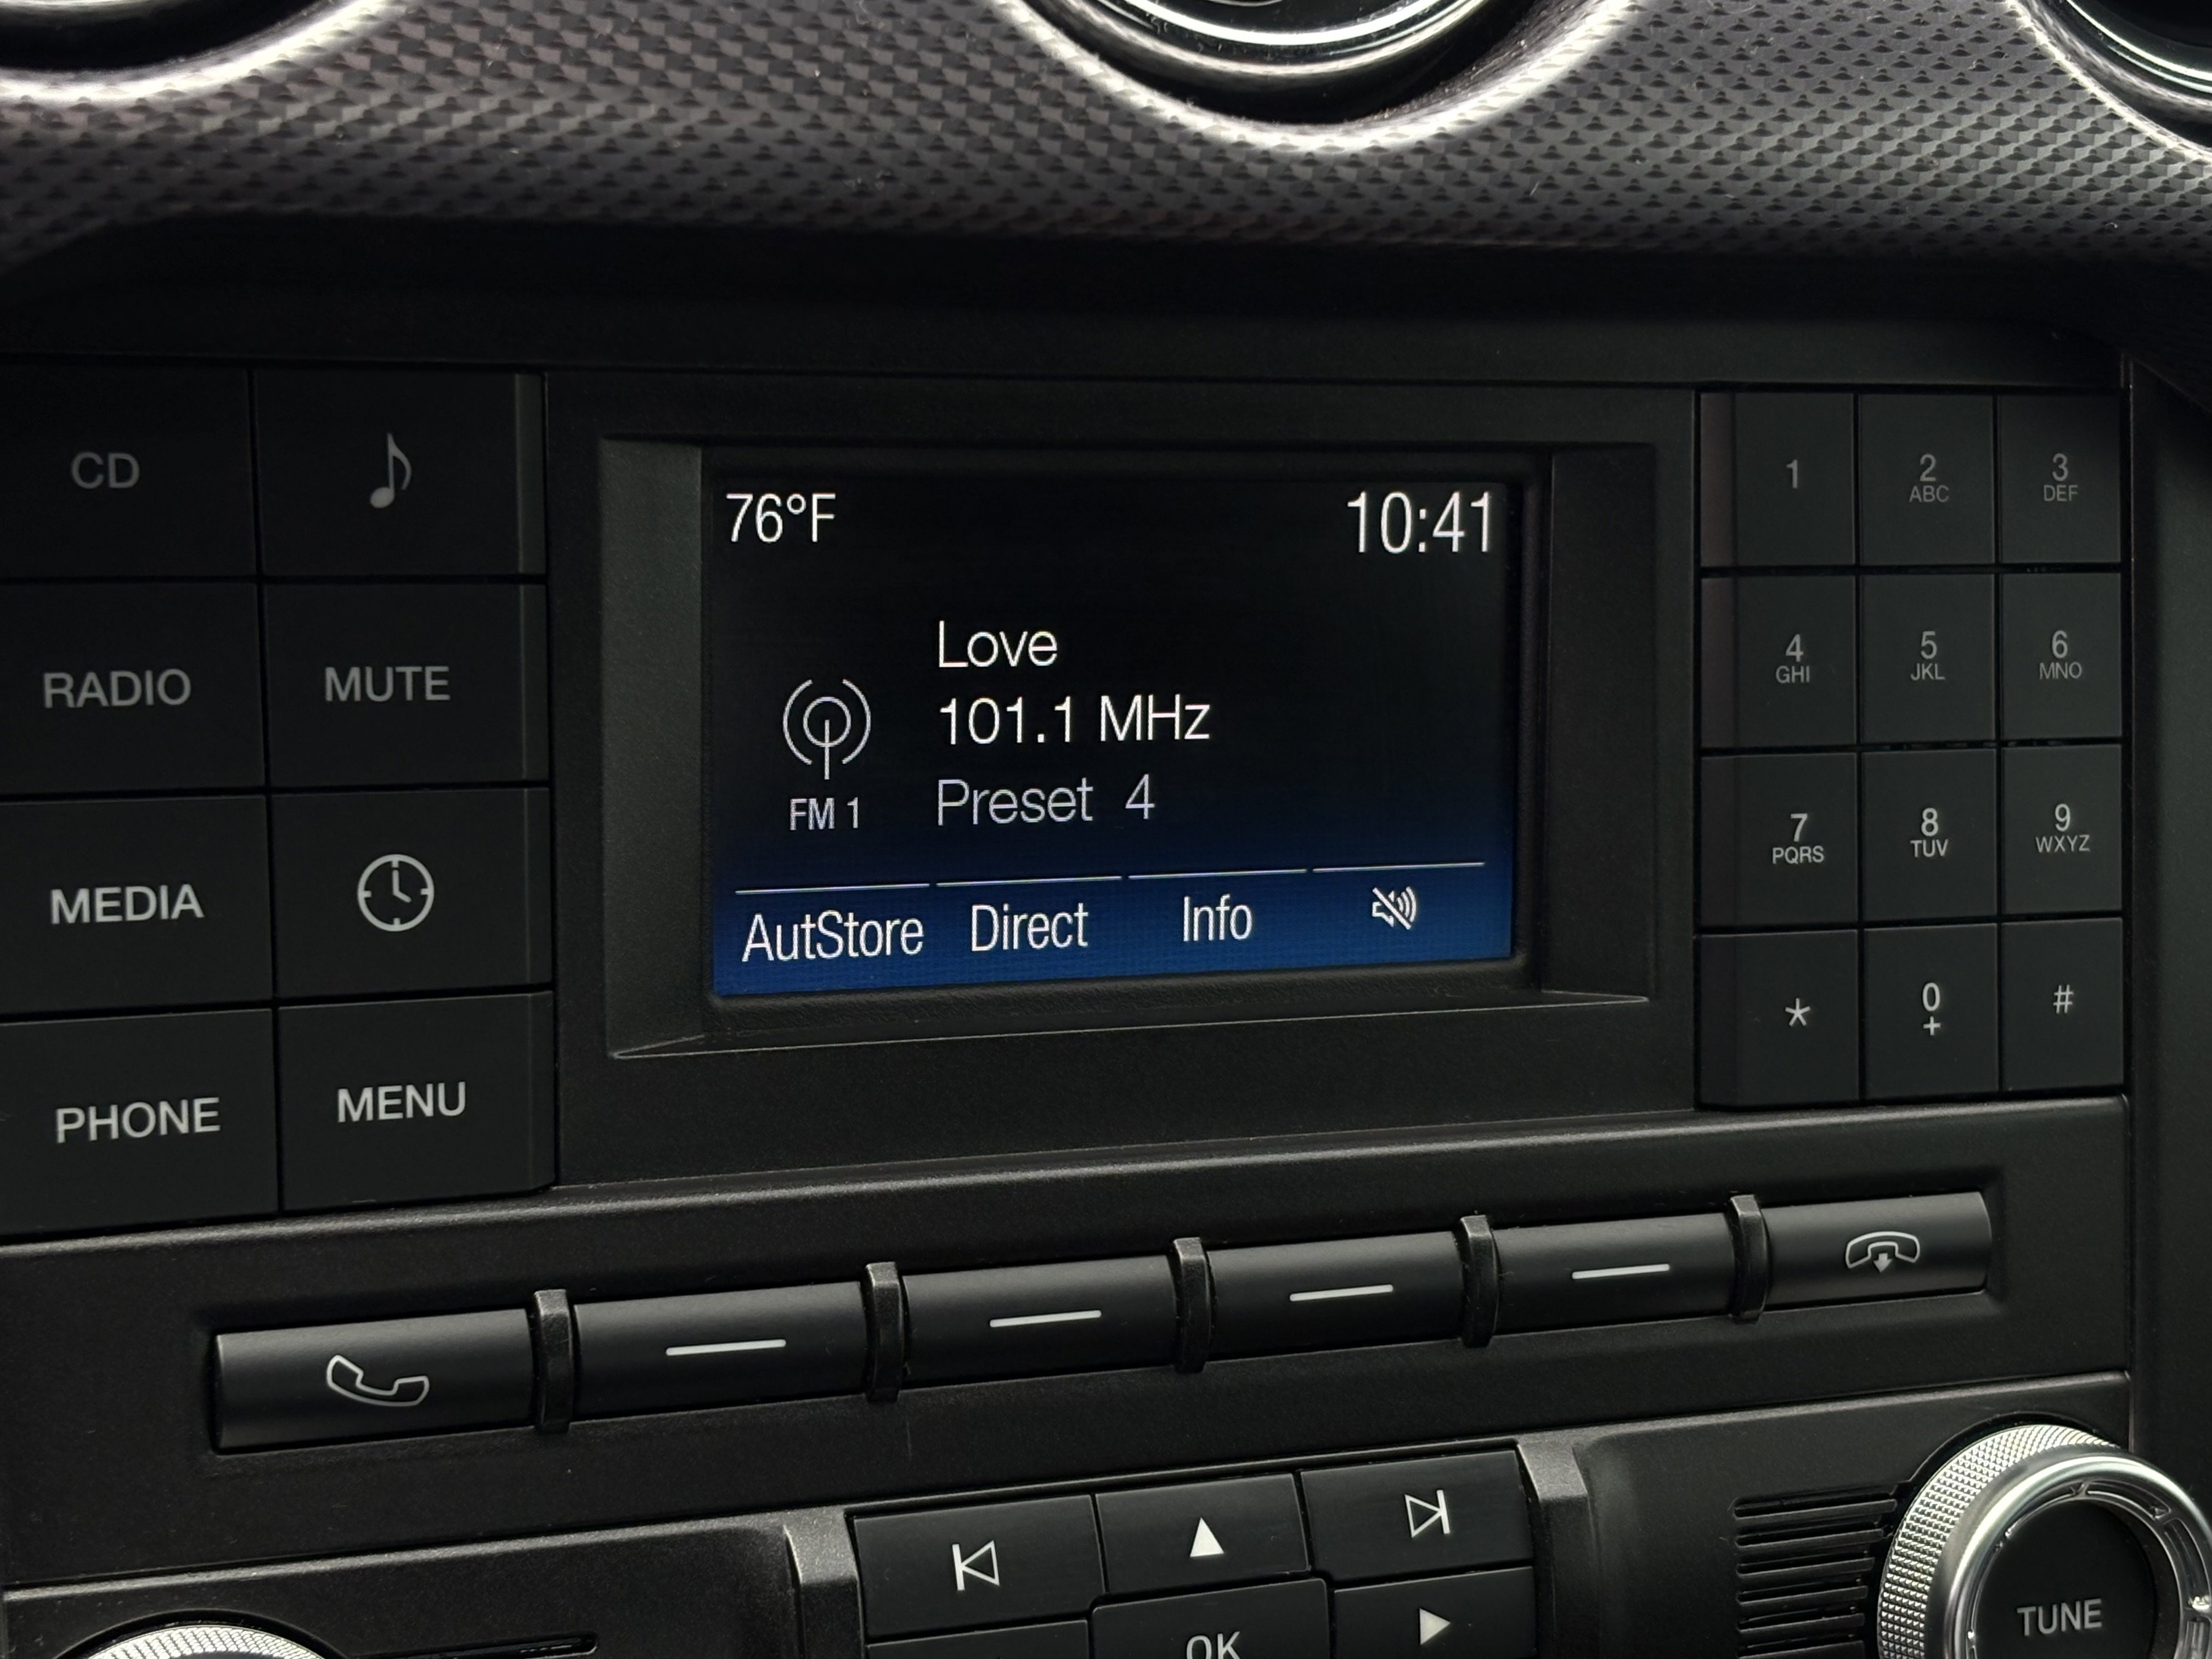 76°F
10:41
Love
101.1 MHz
Preset 4
FM 1
AutStore
Direct
Info
CD
RADIO
MUTE
MEDIA
PHONE
MENU
1
2
ABC
3
DEF
4
GHI
5
JKL
6
MNO
7
PQRS
8
TUV
9
WXYZ
*
0
+
#
OK
TUNE